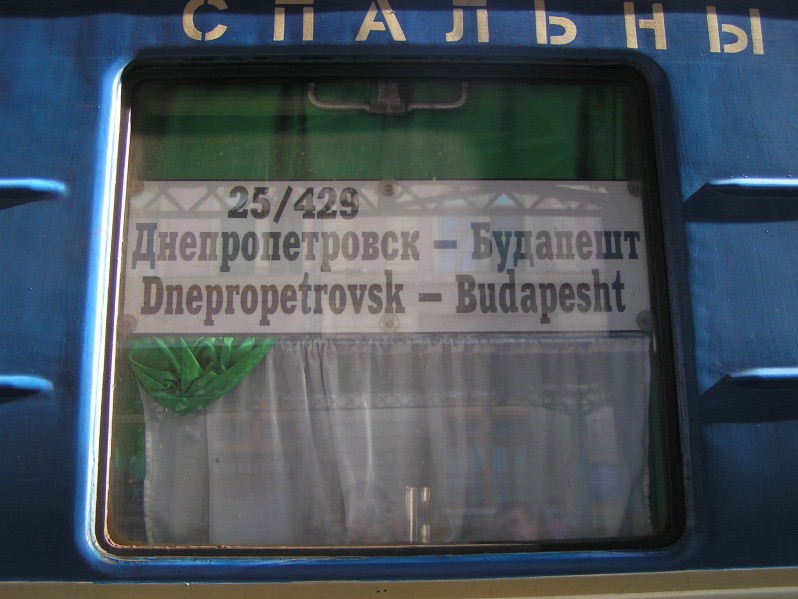 СПАЛЬНЫ
25/429
Днепропетровск – Будапешт
Dnepropetrovsk – Budapesht